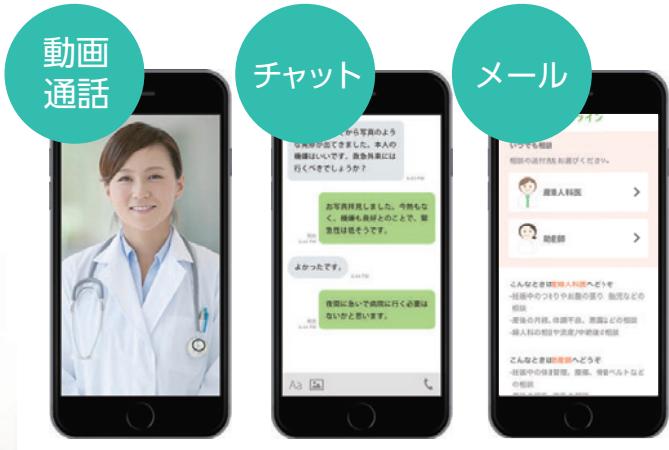 動画
通話
チャット
から写真のよう
な発疹が出てきました。本人の
機嫌はいいです。救急外来には
行くべきでしょうか？
お写真拝見しました。今熱もな
く、機嫌も良好とのことで、緊
急性は低そうです。
よかったです。
夜間に急いで病院に行く必要は
ないかと思います。
Aa
メール
ライン
いつでも相談
相談の送付先をお選びください。
産婦人科医
助産師
こんなときは産婦人科医へどうぞ
-妊娠中のつわりやお腹の張り 胎児などの
相談
-産後の月経、体調不良、悪露などの相談
-婦人科の相談や流産/中絶後の相談
こんなときは助産師へどうぞ
-妊娠中の体重管理、腹帯、骨盤ベルトなど
の相談